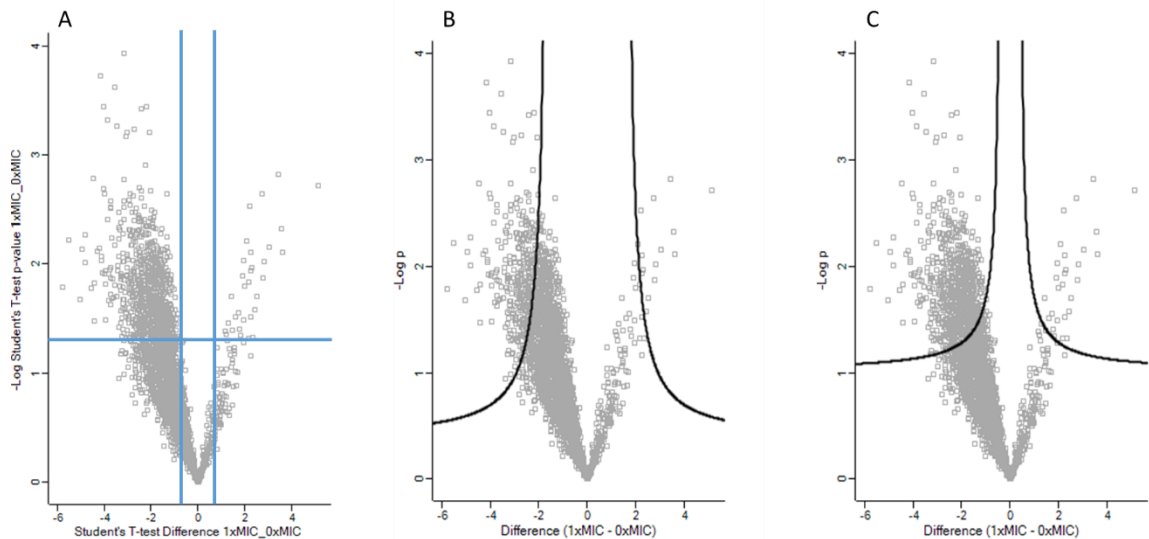 A
B
C
-Log Student's T-test p-value 1xMIC_0xMIC
4
3
2
1
0
-6 -4 -2 0 2 4
Student's T-test Difference 1xMIC_0xMIC
-Log p
4
3
2
1
0
-6 -4 -2 0 2 4
Difference (1xMIC - 0xMIC)
-Log p
4
3
2
1
0
-6 -4 -2 0 2 4
Difference (1xMIC - 0xMIC)